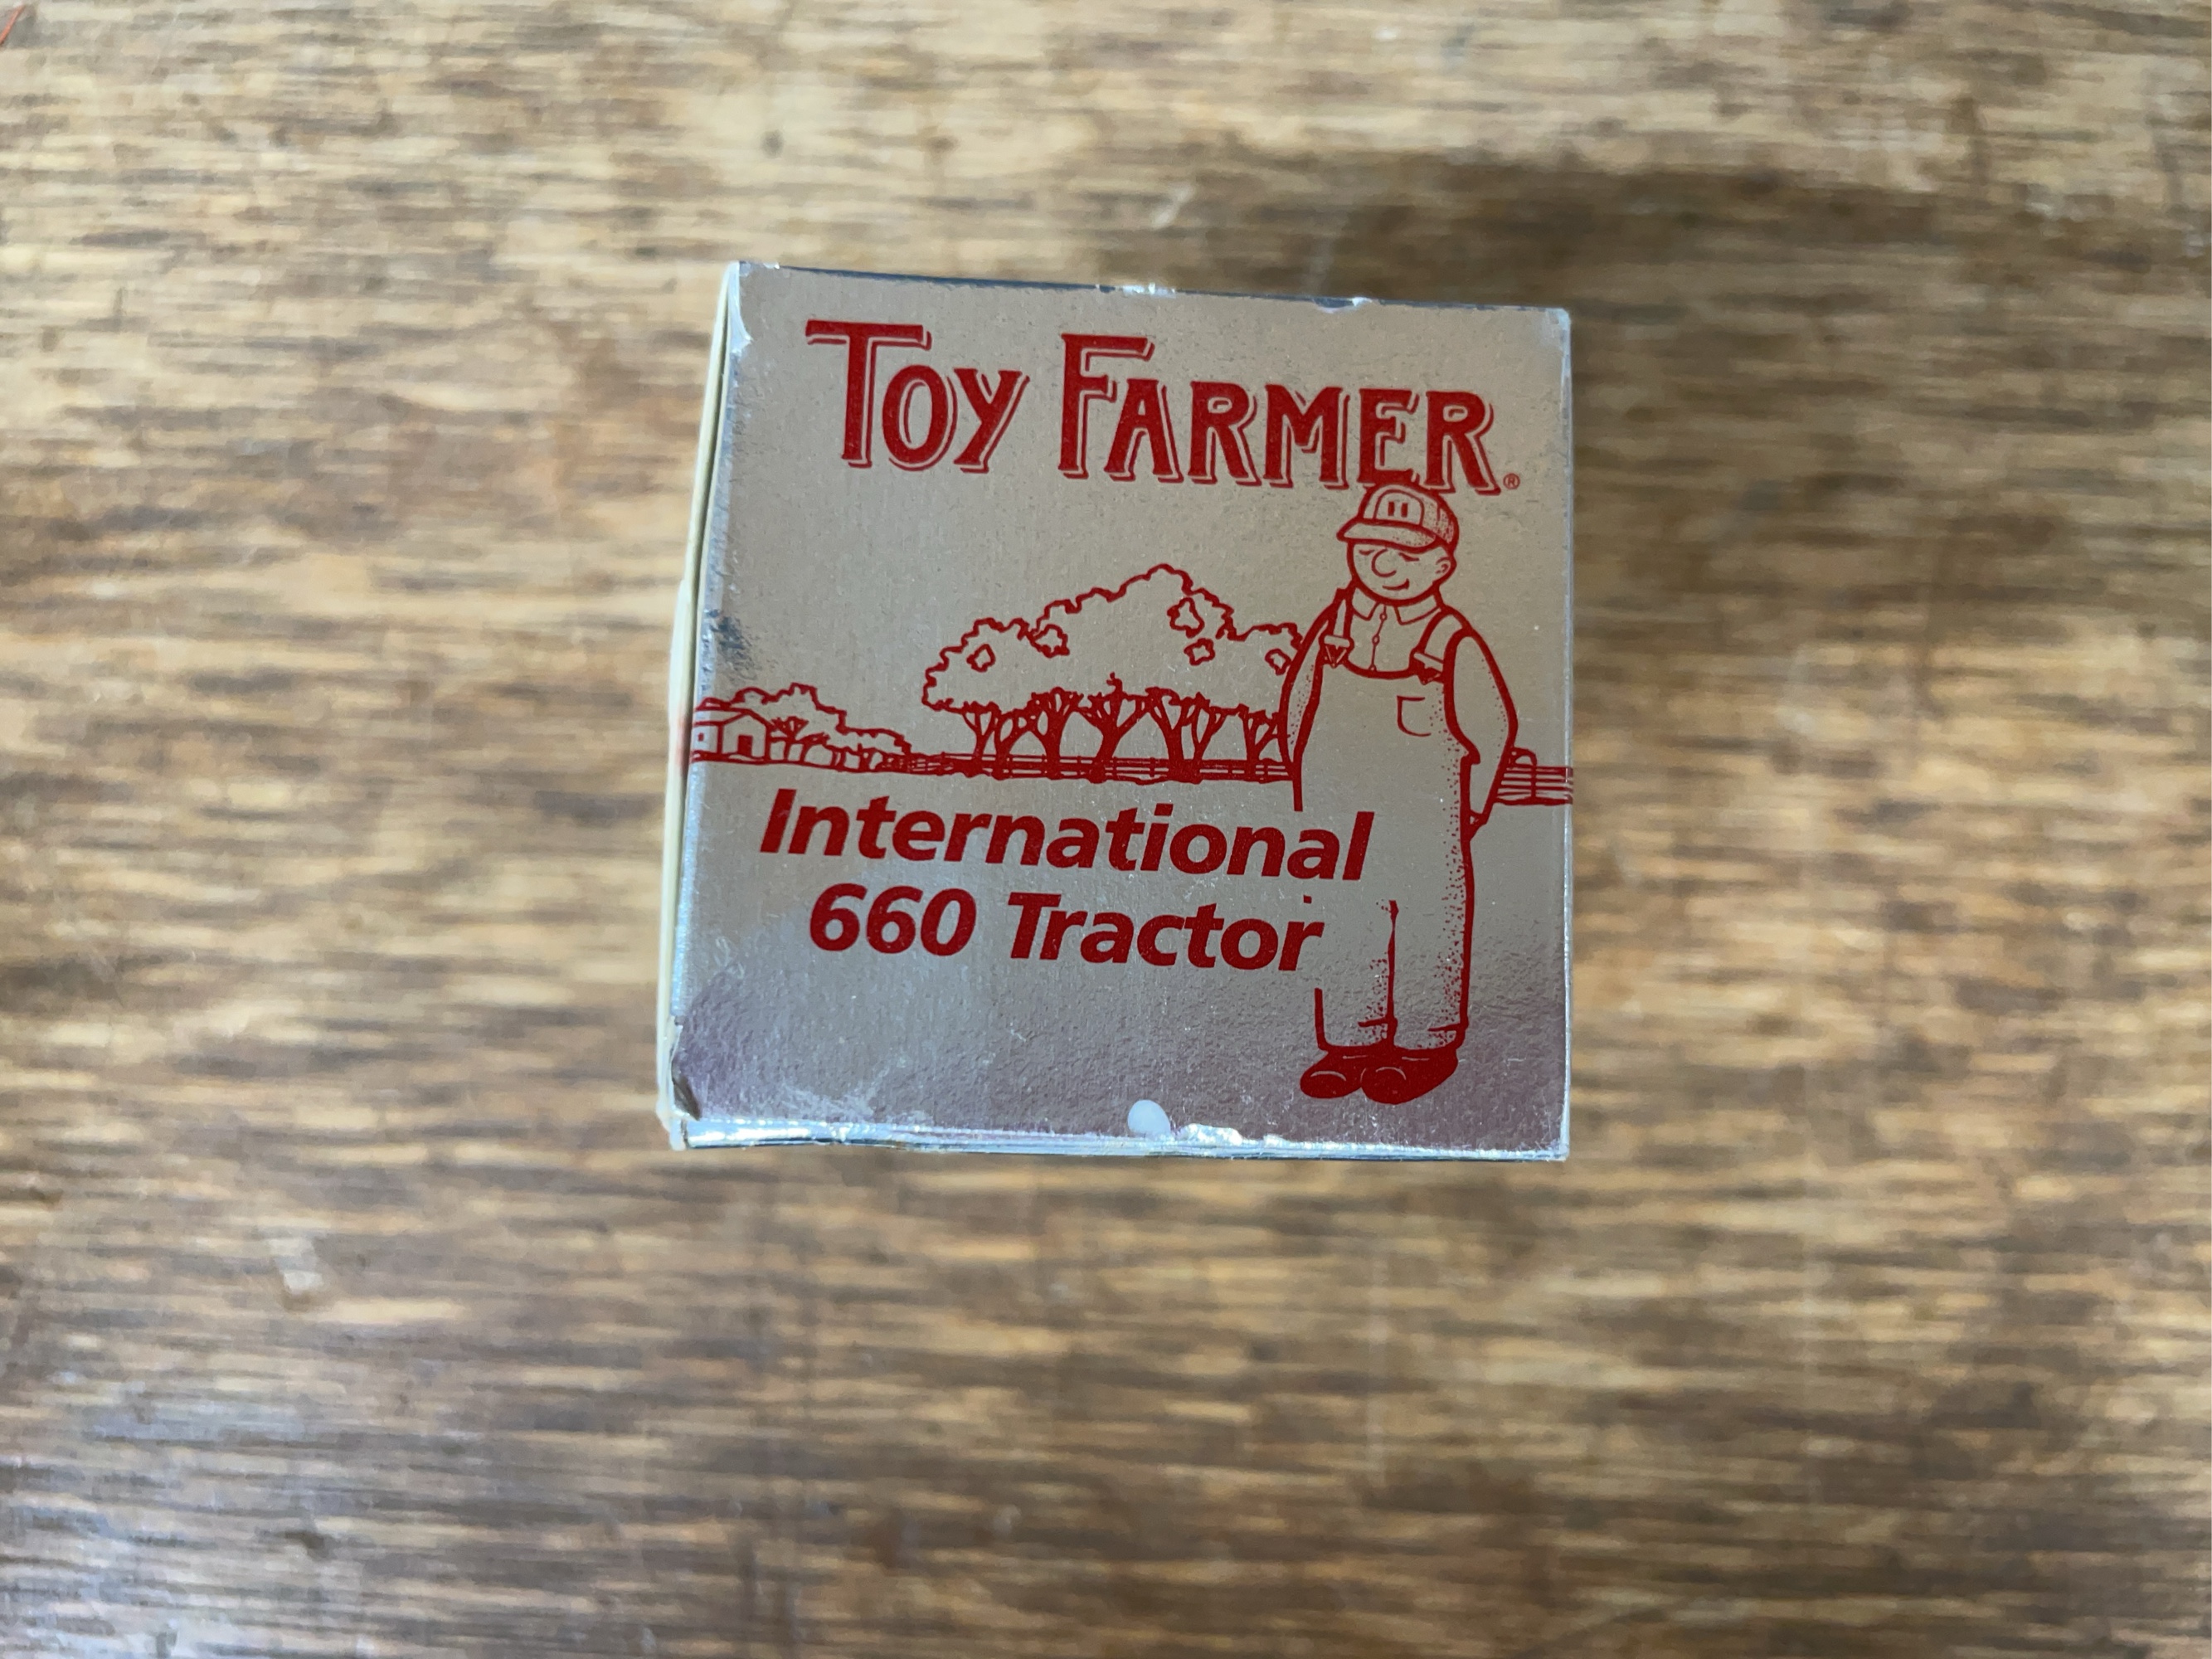 TOY FARMER®
International
660 Tractor